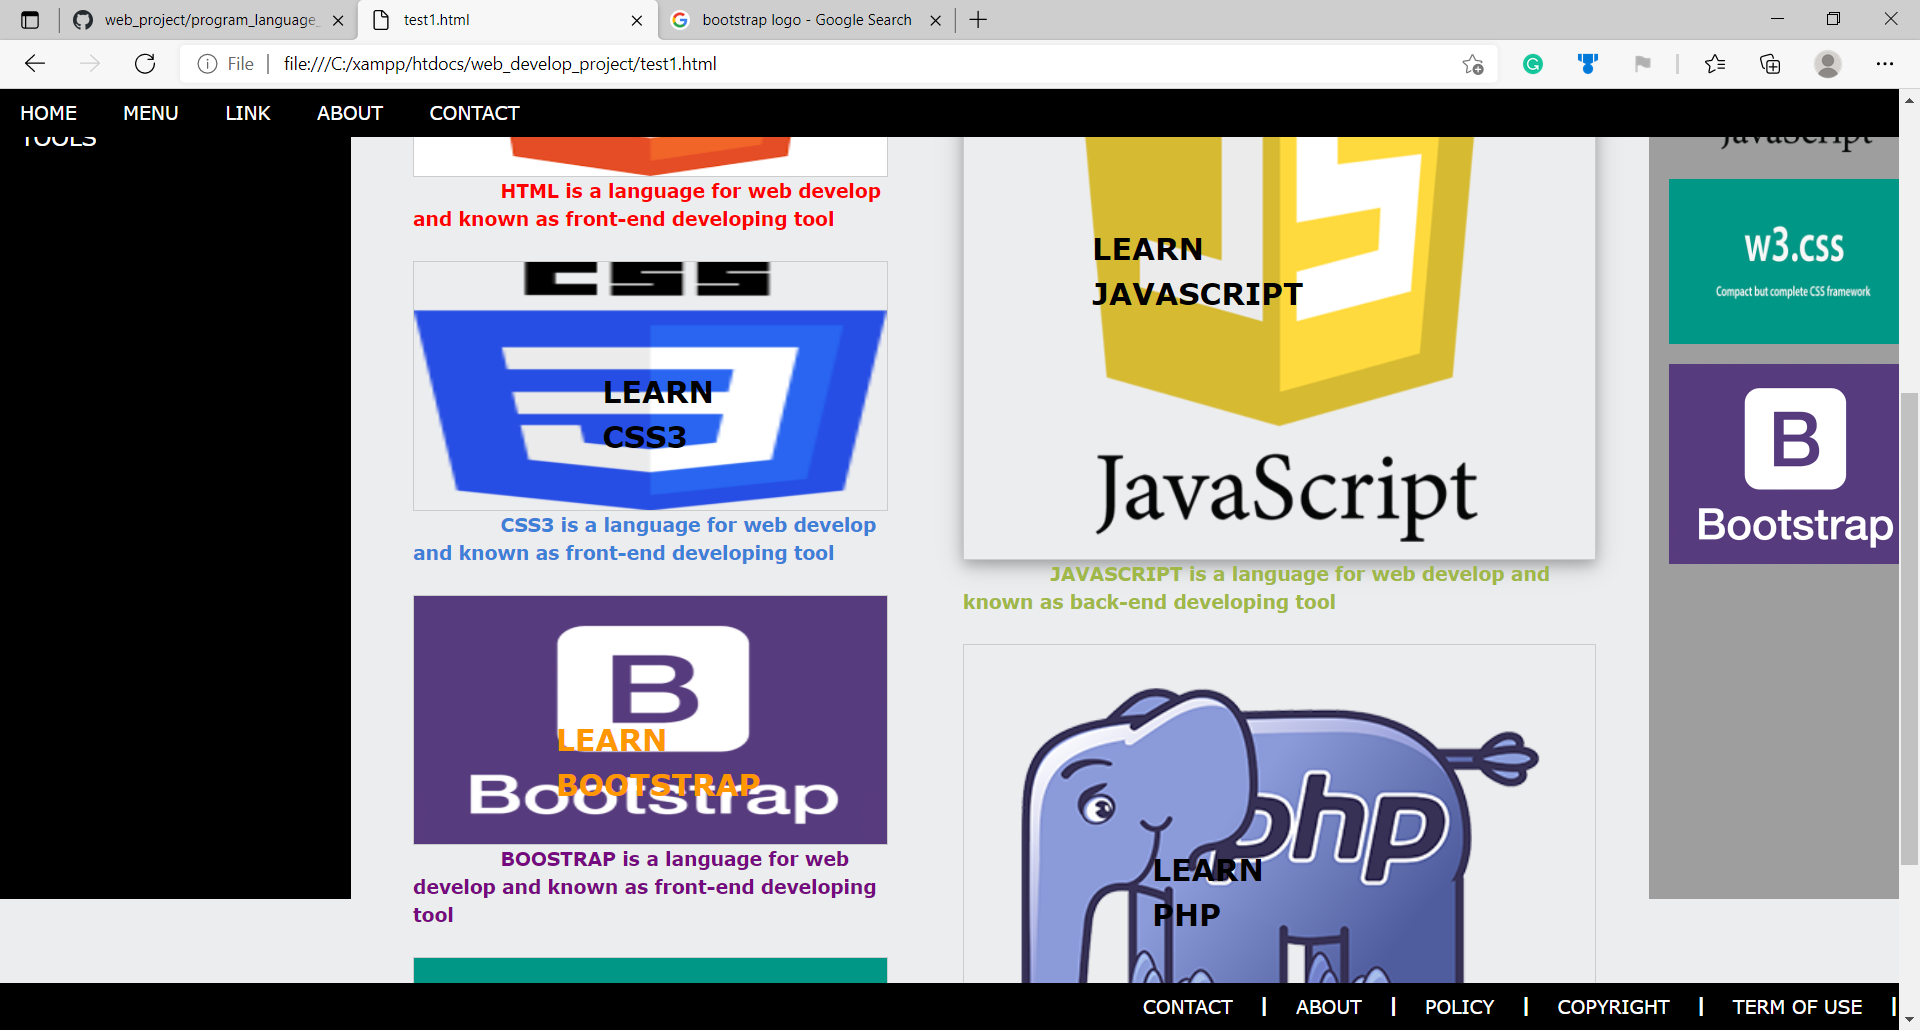 web_project/program_language_
test1.html
bootstrap logo - Google Search
File
file:///C:/xampp/htdocs/web_develop_project/test1.html
HOME MENU LINK ABOUT CONTACT
TOOLS
HTML is a language for web develop
and known as front-end developing tool
CSS
LEARN
CSS3
CSS3 is a language for web develop
and known as front-end developing tool
B
LEARN
BOOTSTRAP
Bootstrap
BOOSTRAP is a language for web
develop and known as front-end developing
tool
JS
LEARN
JAVASCRIPT
JavaScript
JAVASCRIPT is a language for web develop and
known as back-end developing tool
php
LEARN
PHP
JavaScript
w3.css
Compact but complete CSS framework
B
Bootstrap
CONTACT | ABOUT | POLICY | COPYRIGHT | TERM OF USE |